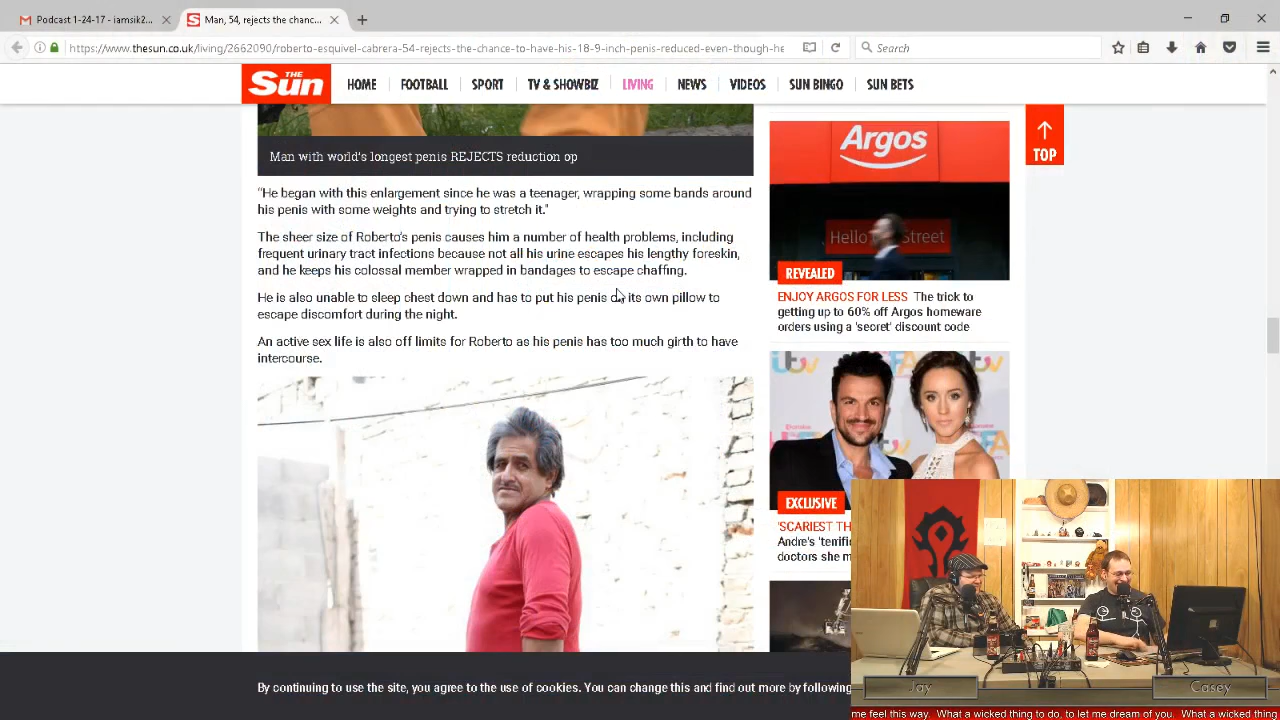 Podcast 1-24-17 - iamsik2...
Man, 54, rejects the chanc...
https://www.thesun.co.uk/living/2662090/roberto-esquivel-cabrera-54-rejects-the-chance-to-have-his-18-9-inch-penis-reduced-even-though-he
Search
THE Sun
HOME FOOTBALL SPORT TV & SHOWBIZ LIVING NEWS VIDEOS SUN BINGO SUN BETS
TOP
Man with world's longest penis REJECTS reduction op
"He began with this enlargement since he was a teenager, wrapping some bands around
his penis with some weights and trying to stretch it."
The sheer size of Roberto's penis causes him a number of health problems, including
frequent urinary tract infections because not all his urine escapes his lengthy foreskin,
and he keeps his colossal member wrapped in bandages to escape chaffing.
He is also unable to sleep chest down and has to put his penis on its own pillow to
escape discomfort during the night.
An active sex life is also off limits for Roberto as his penis has too much girth to have
intercourse.
Argos
Hello Street
REVEALED
ENJOY ARGOS FOR LESS The trick to
getting up to 60% off Argos homeware
orders using a 'secret' discount code
itv
itv
EXCLUSIVE
'SCARIEST TH
Andre's 'terrific
doctors she m
By continuing to use the site, you agree to the use of cookies. You can change this and find out more by following
Jay
Casey
me feel this way. What a wicked thing to do, to let me dream of you. What a wicked thing